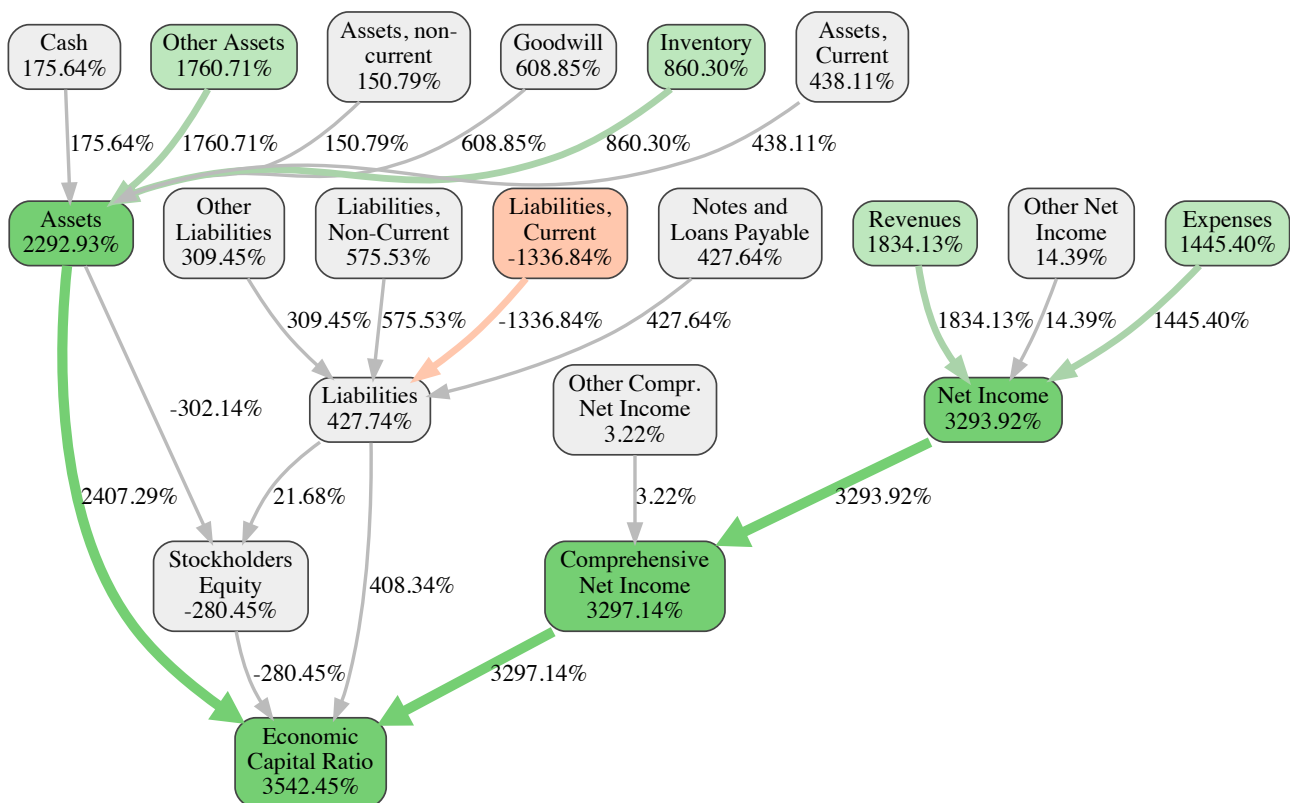 Cash
175.64%
Other Assets
1760.71%
Assets, non-
current
150.79%
Goodwill
608.85%
Inventory
860.30%
Assets,
Current
438.11%
175.64%
1760.71%
150.79%
608.85%
860.30%
438.11%
Assets
2292.93%
Other
Liabilities
309.45%
Liabilities,
Non-Current
575.53%
Liabilities,
Current
-1336.84%
Notes and
Loans Payable
427.64%
Revenues
1834.13%
Other Net
Income
14.39%
Expenses
1445.40%
309.45%
575.53%
-1336.84%
427.64%
1834.13%
14.39%
1445.40%
-302.14%
Liabilities
427.74%
Other Compr.
Net Income
3.22%
Net Income
3293.92%
2407.29%
21.68%
3.22%
3293.92%
Stockholders
Equity
-280.45%
408.34%
Comprehensive
Net Income
3297.14%
-280.45%
3297.14%
Economic
Capital Ratio
3542.45%